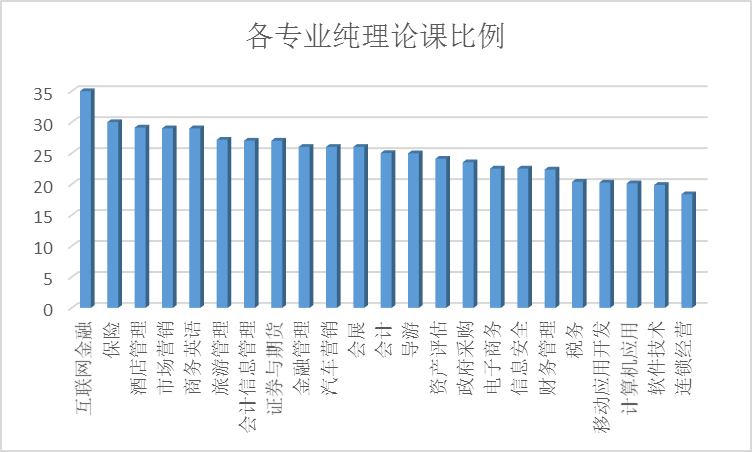 各专业纯理论课比例
35
30
25
20
15
10
5
0
互联网金融
保险
酒店管理
市场营销
商务英语
旅游管理
会计信息管理
证券与期货
金融管理
汽车营销
会展
会计
导游
资产评估
政府采购
电子商务
信息安全
财务管理
税务
移动应用开发
计算机应用
软件技术
连锁经营